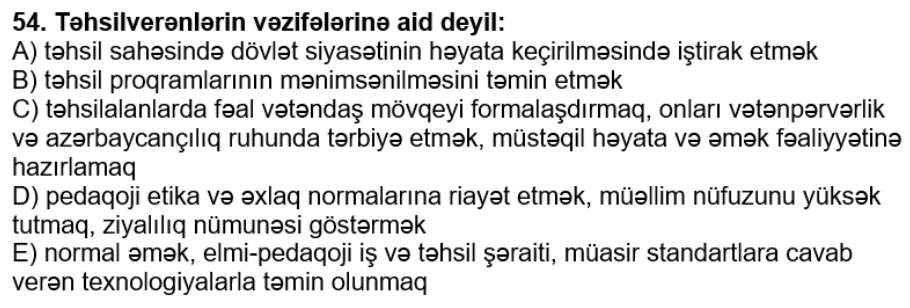 54. Təhsilverənlərin vəzifələrinə aid deyil:
A) təhsil sahəsində dövlət siyasətinin həyata keçirilməsində iştirak etmək
B) təhsil proqramlarının mənimsənilməsini təmin etmək
C) təhsilalanlarda fəal vətəndaş mövqeyi formalaşdırmaq, onları vətənpərvərlik
və azərbaycançılıq ruhunda tərbiyə etmək, müstəqil həyata və əmək fəaliyyətinə
hazırlamaq
D) pedaqoji etika və əxlaq normalarına riayət etmək, müəllim nüfuzunu yüksək
tutmaq, ziyalılıq nümunəsi göstərmək
E) normal əmək, elmi-pedaqoji iş və təhsil şəraiti, müasir standartlara cavab
verən texnologiyalarla təmin olunmaq